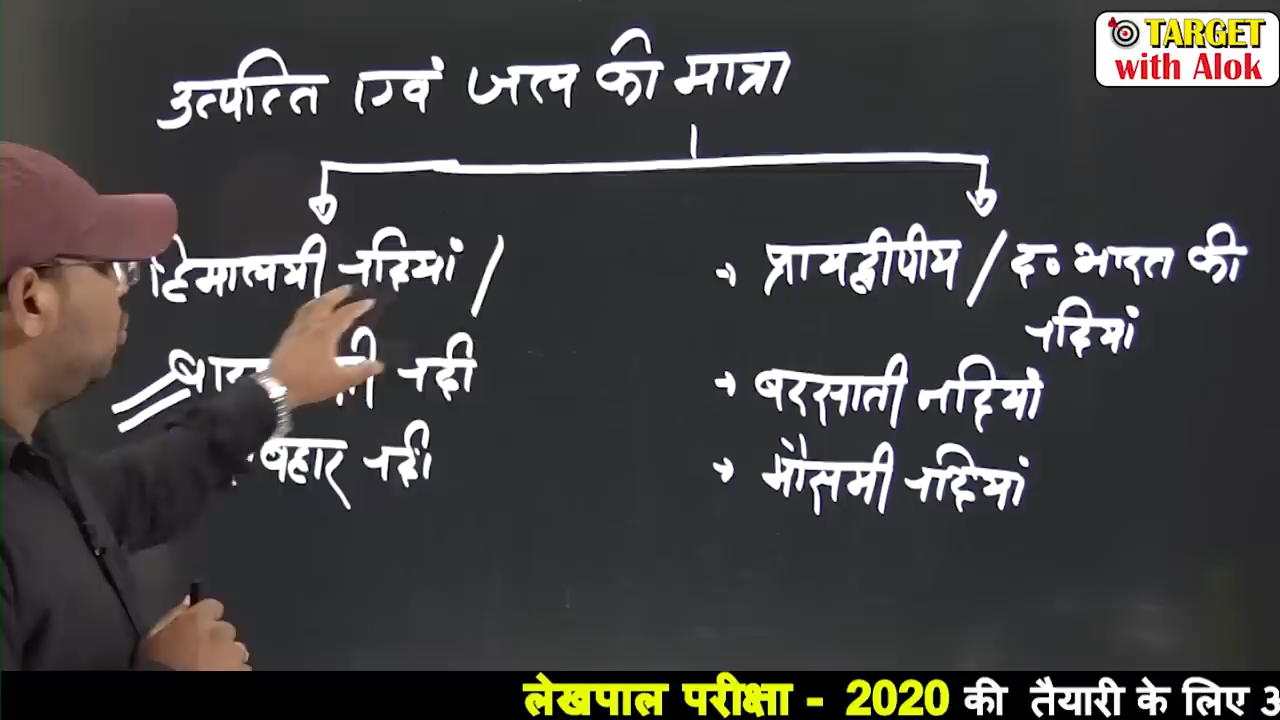 TARGET
with Alok
उत्पत्ति एवं जल की मात्रा
हिमालयी नदियां /
नदी
बहार नदी
→ प्रायद्वीपीय / द० भारत की
नदियां
→ बरसाती नदियां
→ मौसमी नदियां
लेखपाल परीक्षा - 2020 की तैयारी के लिए